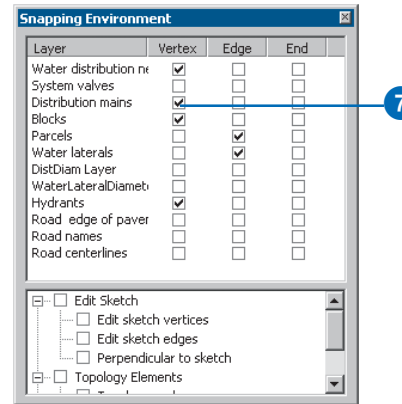 Snapping Environment
Layer Vertex Edge End
Water distribution ne
System valves
Distribution mains
7
Blocks
Parcels
Water laterals
DistDiam Layer
WaterLateralDiamet
Hydrants
Road edge of paver
Road names
Road centerlines
Edit Sketch
Edit sketch vertices
Edit sketch edges
Perpendicular to sketch
Topology Elements